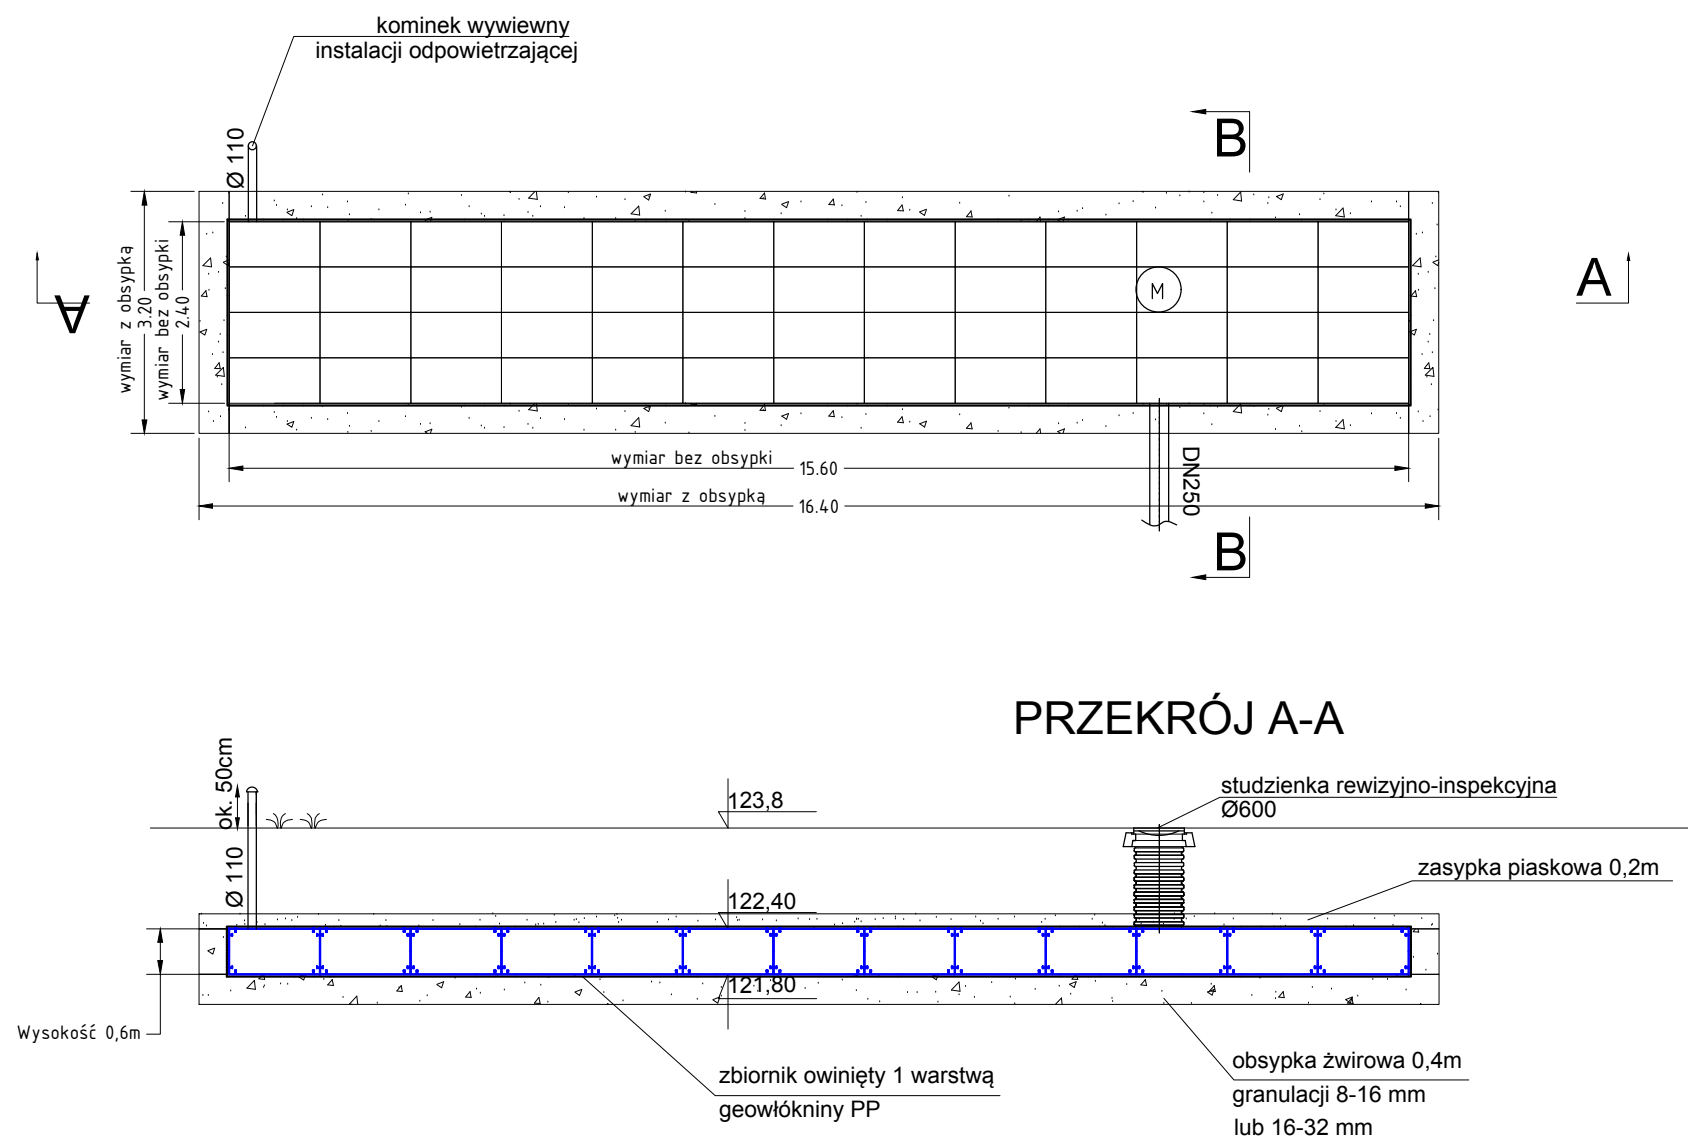 kominek wywiewny
instalacji odpowietrzającej
Ø 110
B
A
A
wymiar z obsypką
3.20
wymiar bez obsypki
2.40
M
wymiar bez obsypki
15.60
wymiar z obsypką
16.40
DN250
B
PRZEKRÓJ A-A
ok. 50cm
123,8
studzienka rewizyjno-inspekcyjna
Ø600
Ø 110
zasypka piaskowa 0,2m
122,40
121,80
Wysokość 0,6m
zbiornik owinięty 1 warstwą
geowłókniny PP
obsypka żwirowa 0,4m
granulacji 8-16 mm
lub 16-32 mm